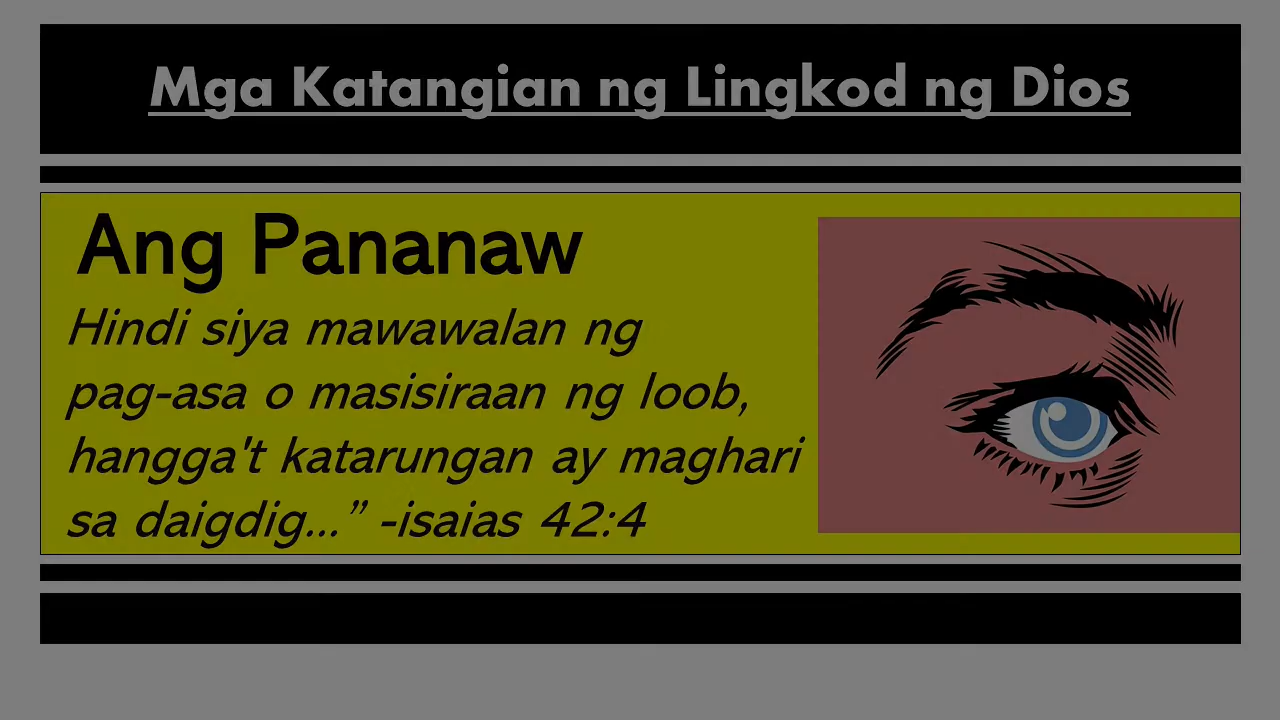 Mga Katangian ng Lingkod ng Dios
Ang Pananaw
Hindi siya mawawalan ng
pag-asa o masisiraan ng loob,
hangga't katarungan ay maghari
sa daigdig...” -isaias 42:4